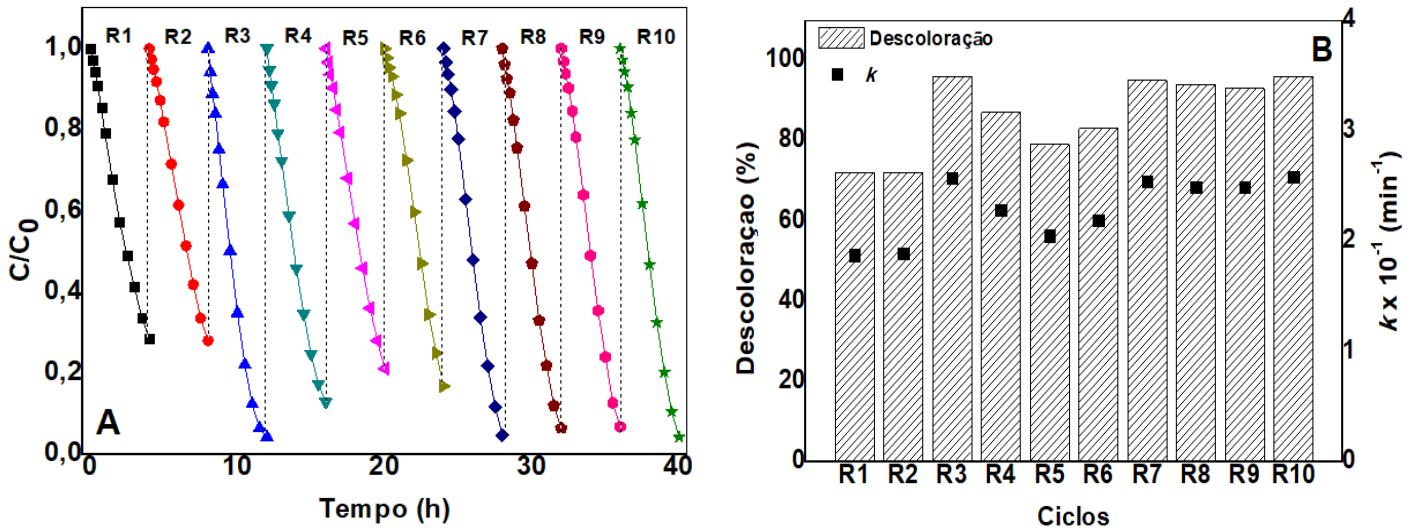 R1 R2 R3 R4 R5 R6 R7 R8 R9 R10
1,0
0,8
0,6
0,4
0,2
0,0
C/C0
A
0 10 20 30 40
Tempo (h)
Descoloração
k
B
100
80
60
40
20
0
Descoloraçao (%)
4
3
2
1
0
k x 10-1 (min-1)
R1 R2 R3 R4 R5 R6 R7 R8 R9 R10
Ciclos